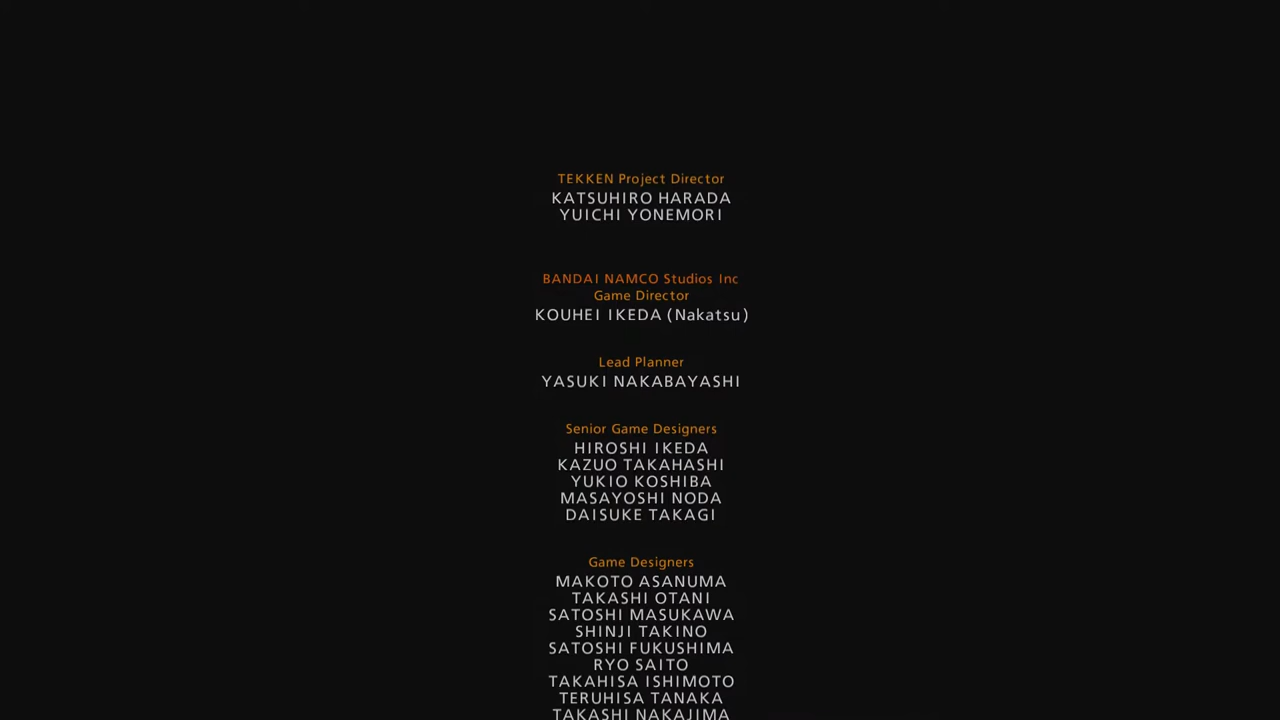 TEKKEN Project Director
KATSUHIRO HARADA
YUICHI YONEMORI
BANDAI NAMCO Studios Inc
Game Director
KOUHEI IKEDA (Nakatsu)
Lead Planner
YASUKI NAKABAYASHI
Senior Game Designers
HIROSHI IKEDA
KAZUO TAKAHASHI
YUKIO KOSHIBA
MASAYOSHI NODA
DAISUKE TAKAGI
Game Designers
MAKOTO ASANUMA
TAKASHI OTANI
SATOSHI MASUKAWA
SHINJI TAKINO
SATOSHI FUKUSHIMA
RYO SAITO
TAKAHISA ISHIMOTO
TERUHISA TANAKA
TAKASHI NAKAJIMA